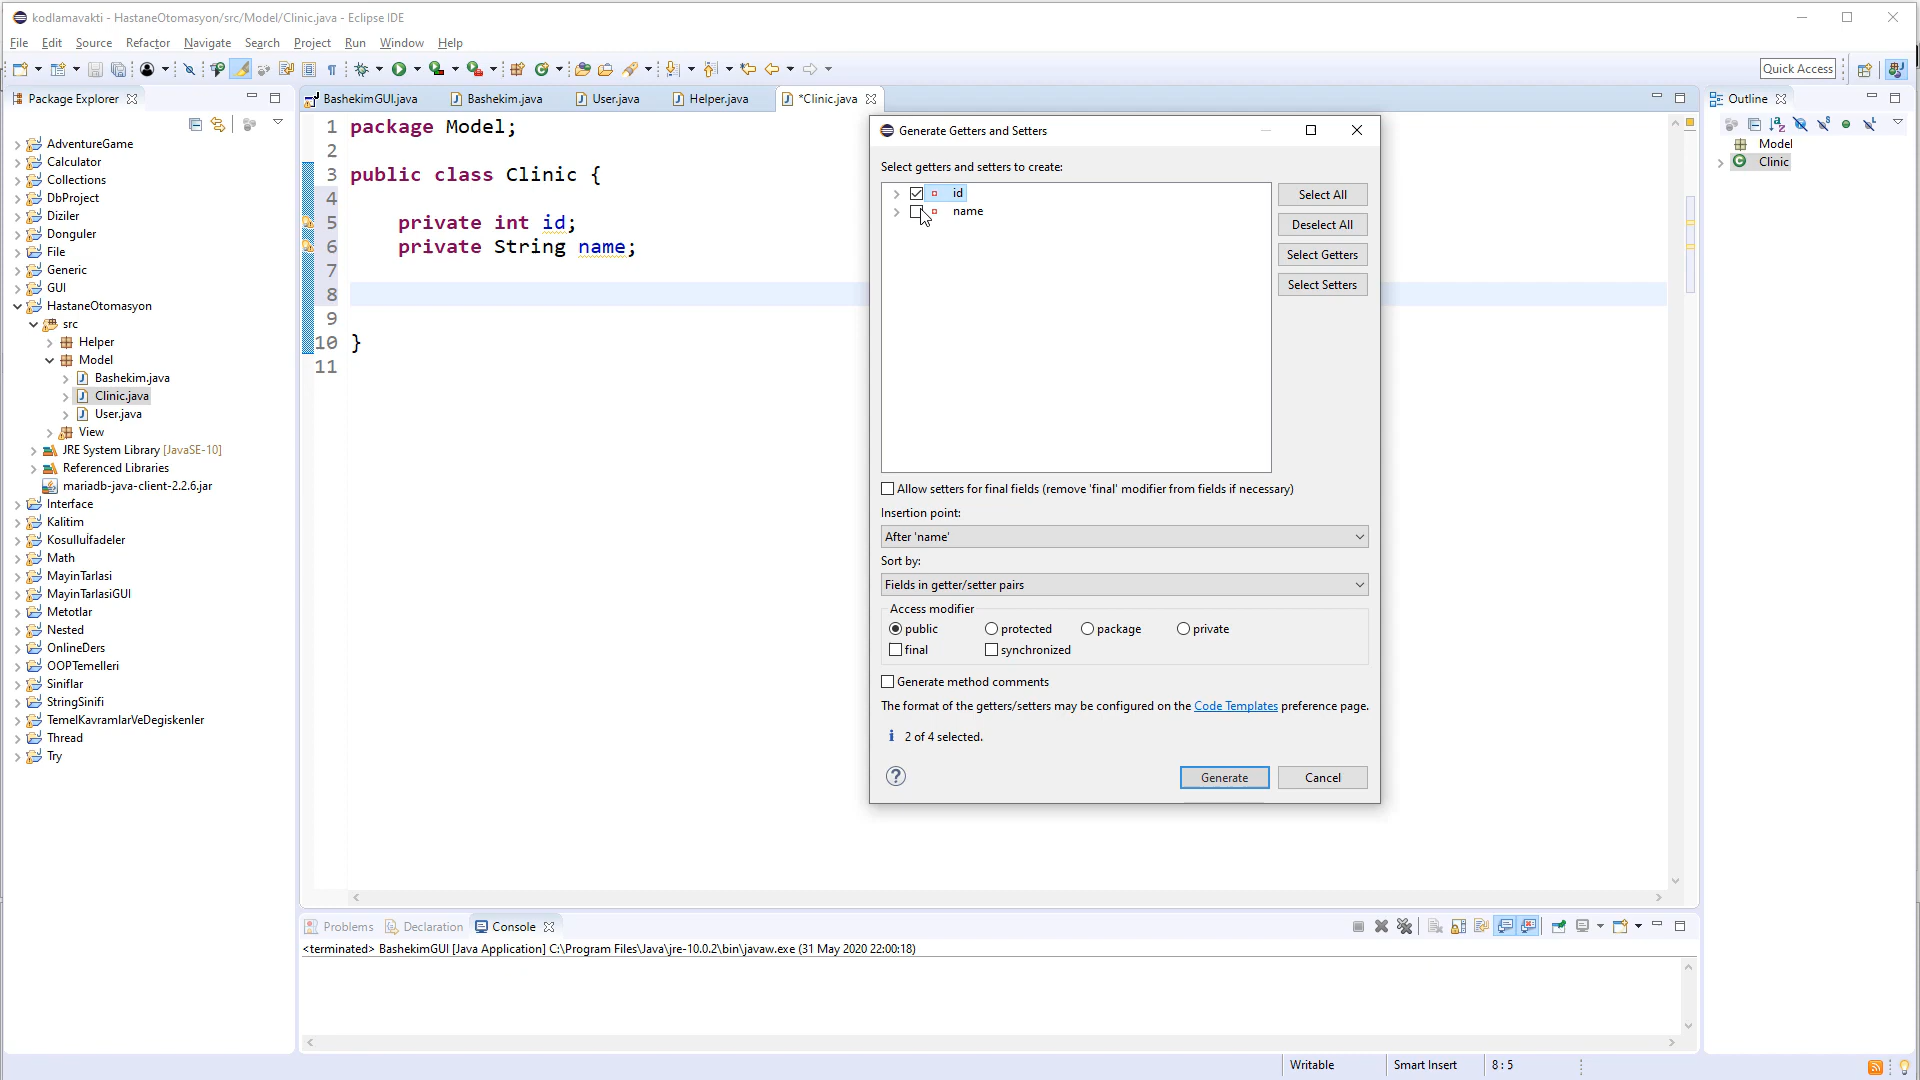 kodlamavakti - HastaneOtomasyon/src/Model/Clinic.java - Eclipse IDE
File Edit Source Refactor Navigate Search Project Run Window Help
Quick Access
Package Explorer
AdventureGame
Calculator
Collections
DbProject
Diziler
Donguler
File
Generic
GUI
HastaneOtomasyon
src
Helper
Model
Bashekim.java
Clinic.java
User.java
View
JRE System Library [JavaSE-10]
Referenced Libraries
mariadb-java-client-2.2.6.jar
Interface
Kalitim
Kosullulfadeler
Math
MayinTarlasi
MayinTarlasiGUI
Metotlar
Nested
OnlineDers
OOPTemelleri
Siniflar
StringSinifi
TemelKavramlarVeDegiskenler
Thread
Try
BashekimGUI.java Bashekim.java User.java Helper.java *Clinic.java
1 package Model;
2
3 public class Clinic {
4
5 private int id;
6 private String name;
7
8
9
10 }
11
Generate Getters and Setters
Select getters and setters to create:
id
name
Select All
Deselect All
Select Getters
Select Setters
Allow setters for final fields (remove 'final' modifier from fields if necessary)
Insertion point:
After 'name'
Sort by:
Fields in getter/setter pairs
Access modifier
public protected package private
final synchronized
Generate method comments
The format of the getters/setters may be configured on the Code Templates preference page.
2 of 4 selected.
Generate Cancel
Outline
Model
Clinic
Problems Declaration Console
<terminated> BashekimGUI [Java Application] C:\Program Files\Java\jre-10.0.2\bin\javaw.exe (31 May 2020 22:00:18)
Writable Smart Insert 8 : 5